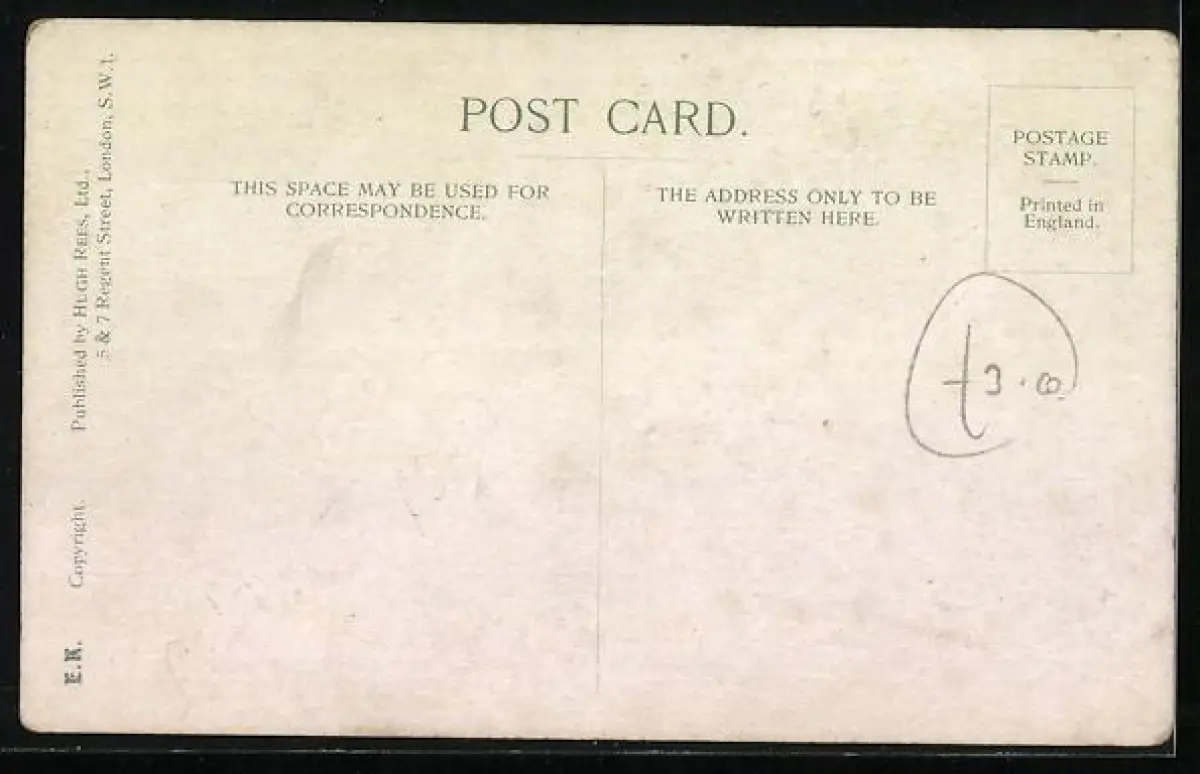 POST CARD.
THIS SPACE MAY BE USED FOR
CORRESPONDENCE.
THE ADDRESS ONLY TO BE
WRITTEN HERE.
POSTAGE
STAMP.
Printed in
England.
£3.00
E.K. Copyright. Published by HUGH REES, Ltd.,
5 & 7 Regent Street, London, S.W.1.